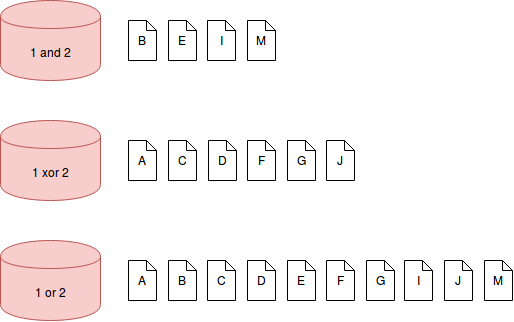 1 and 2 B E I M
1 xor 2 A C D F G J
1 or 2 A B C D E F G I J M